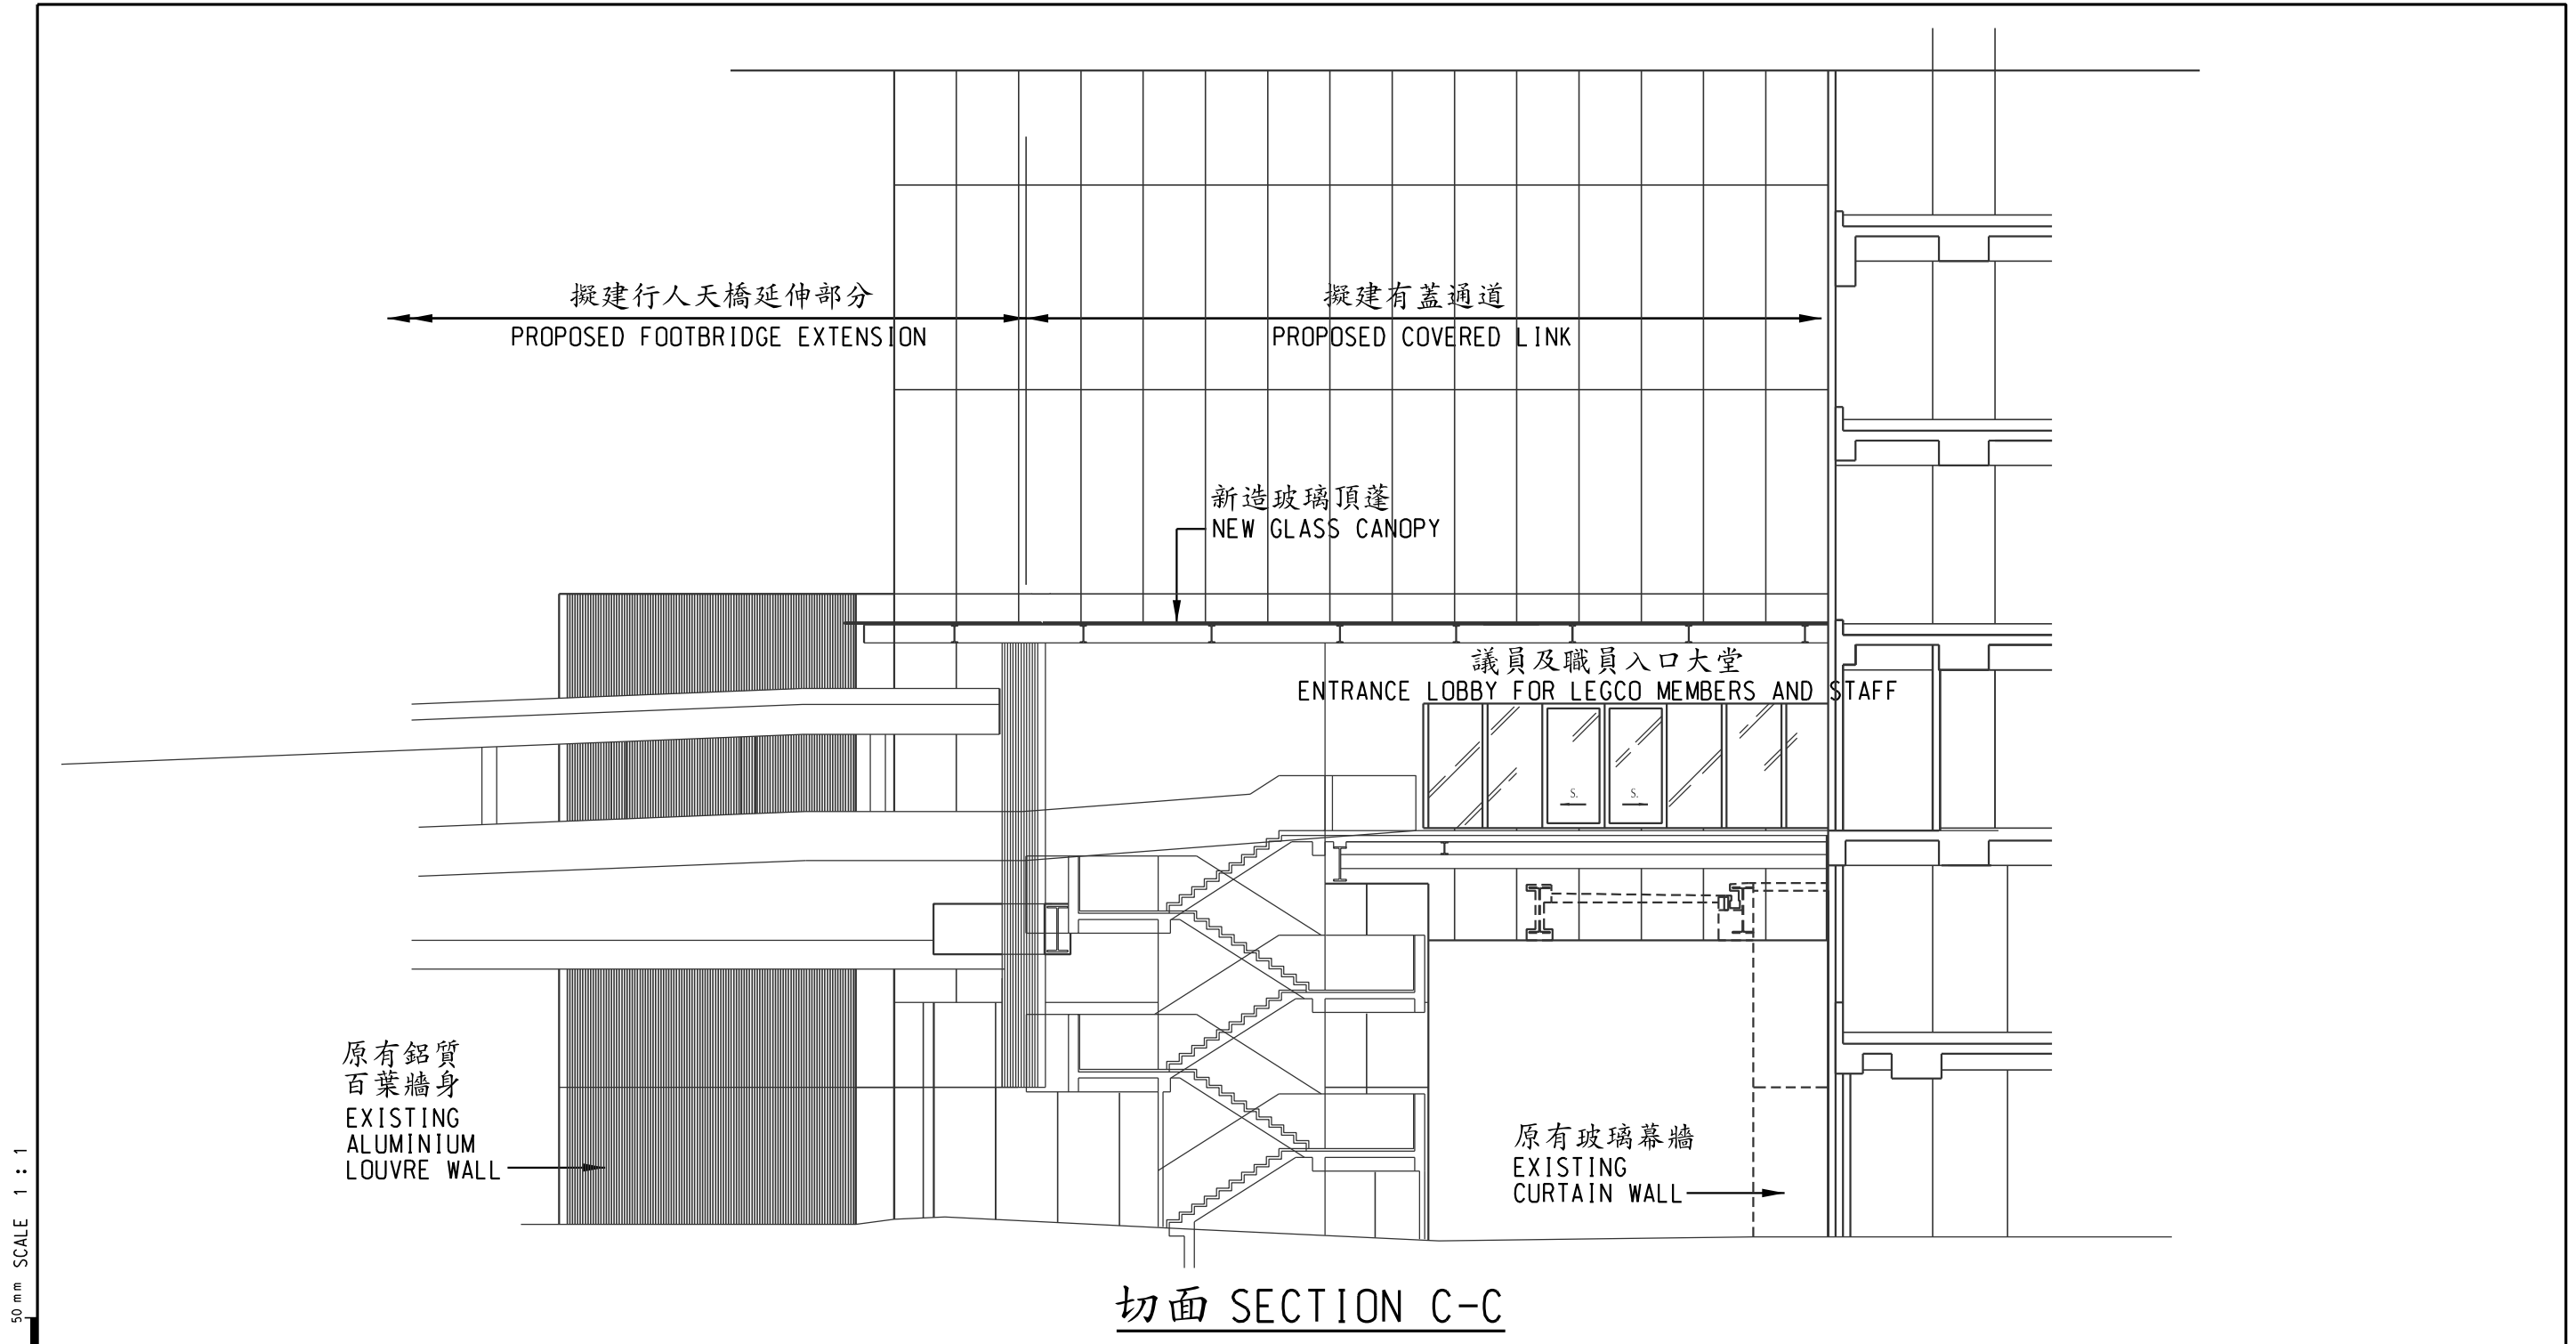 擬建行人天橋延伸部分
PROPOSED FOOTBRIDGE EXTENSION
擬建有蓋通道
PROPOSED COVERED LINK
新造玻璃頂蓬
NEW GLASS CANOPY
議員及職員入口大堂
ENTRANCE LOBBY FOR LEGCO MEMBERS AND STAFF
S.
S.
原有鋁質
百葉牆身
EXISTING
ALUMINIUM
LOUVRE WALL
原有玻璃幕牆
EXISTING
CURTAIN WALL
切面 SECTION C-C
50mm SCALE 1:1